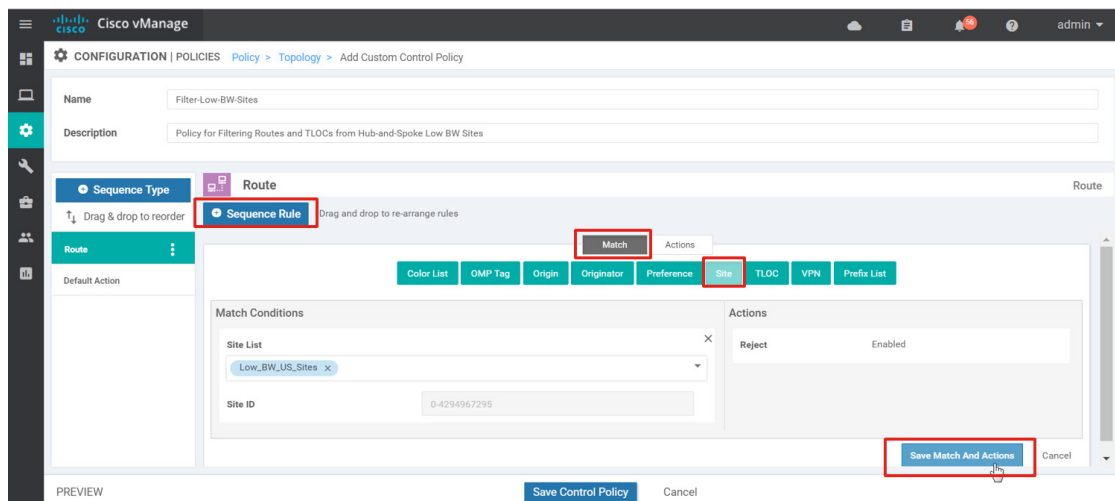 cisco Cisco vManage 56 admin
CONFIGURATION | POLICIES Policy > Topology > Add Custom Control Policy
Name Filter-Low-BW-Sites
Description Policy for Filtering Routes and TLOCs from Hub-and-Spoke Low BW Sites
Sequence Type
Drag & drop to reorder
Route
Default Action
Route Route
Sequence Rule Drag and drop to re-arrange rules
Match Actions
Color List OMP Tag Origin Originator Preference Site TLOC VPN Prefix List
Match Conditions
Site List
Low_BW_US_Sites
Site ID 0-4294967295
Actions
Reject Enabled
Save Match And Actions Cancel
PREVIEW Save Control Policy Cancel